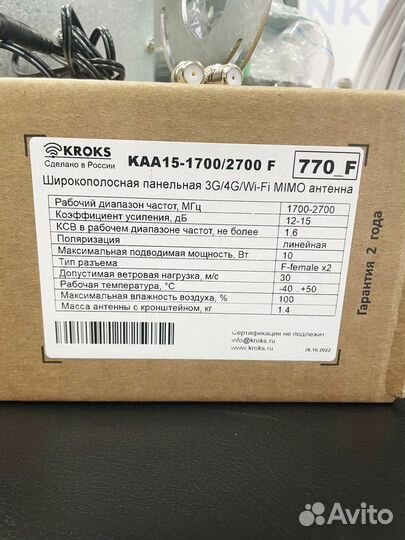 KROKS
Сделано в России
КАА15-1700/2700 F
770_F
Широкополосная панельная 3G/4G/Wi-Fi MIMO антенна
Рабочий диапазон частот, МГц 1700-2700
Коэффициент усиления, дБ 12-15
КСВ в рабочем диапазоне частот, не более 1.6
Поляризация линейная
Максимальная подводимая мощность, Вт 10
Тип разъема F-female x2
Допустимая ветровая нагрузка, м/с 30
Рабочая температура, °С -40...+50
Максимальная влажность воздуха, % 100
Масса антенны с кронштейном, кг 1.4
Гарантия 2 года
Сертификации не подлежит
info@kroks.ru
www.kroks.ru
28.10.2022
Avito